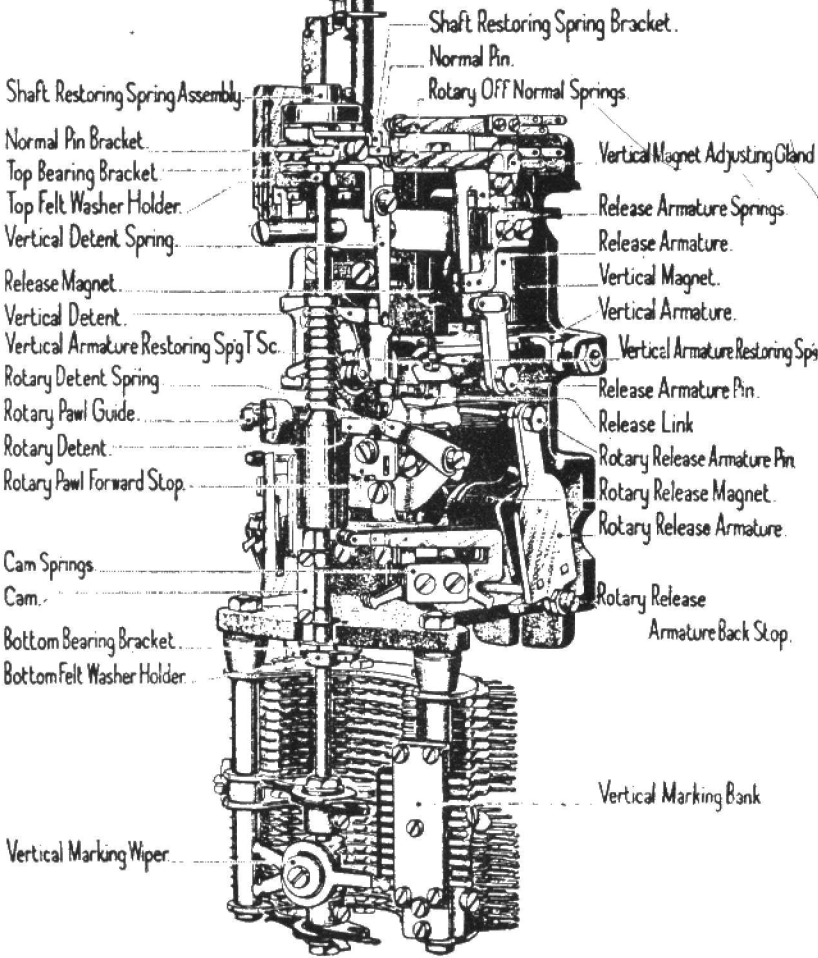 Shaft Restoring Spring Bracket.
Normal Pin.
Rotary Off Normal Springs.
Shaft Restoring Spring Assembly.
Normal Pin Bracket.
Top Bearing Bracket.
Top Felt Washer Holder.
Vertical Detent Spring.
Release Magnet.
Vertical Detent.
Vertical Armature Restoring Sp'g T Sc.
Rotary Detent Spring
Rotary Pawl Guide.
Rotary Detent.
Rotary Pawl Forward Stop.
Cam Springs.
Cam.
Bottom Bearing Bracket.
Bottom Felt Washer Holder.
Vertical Marking Wiper.
Vertical Magnet Adjusting Gland
Release Armature Springs
Release Armature.
Vertical Magnet.
Vertical Armature.
Vertical Armature Restoring Sp'g
Release Armature Pin.
Release Link
Rotary Release Armature Pin
Rotary Release Magnet.
Rotary Release Armature.
Rotary Release
Armature Back Stop.
Vertical Marking Bank